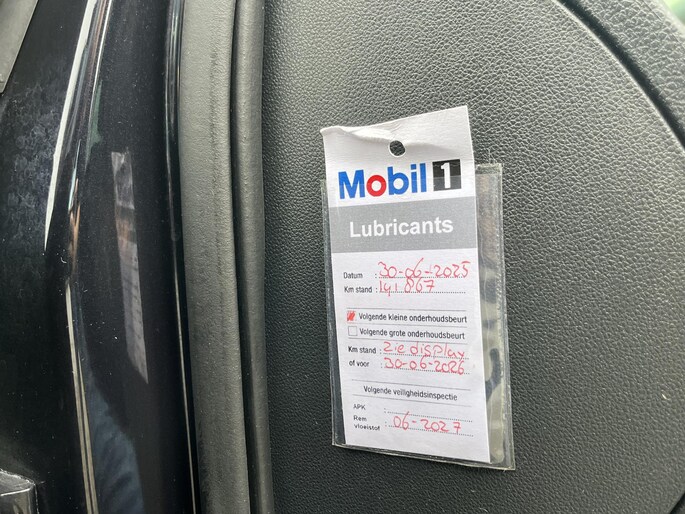 Mobil 1
Lubricants
Datum : 30-06-2025
Km stand : 141.867
Volgende kleine onderhoudsbeurt
Volgende grote onderhoudsbeurt
Km stand : zie display
of voor : 30-06-2026
Volgende veiligheidsinspectie
APK :
Rem
vloeistof : 06-2027